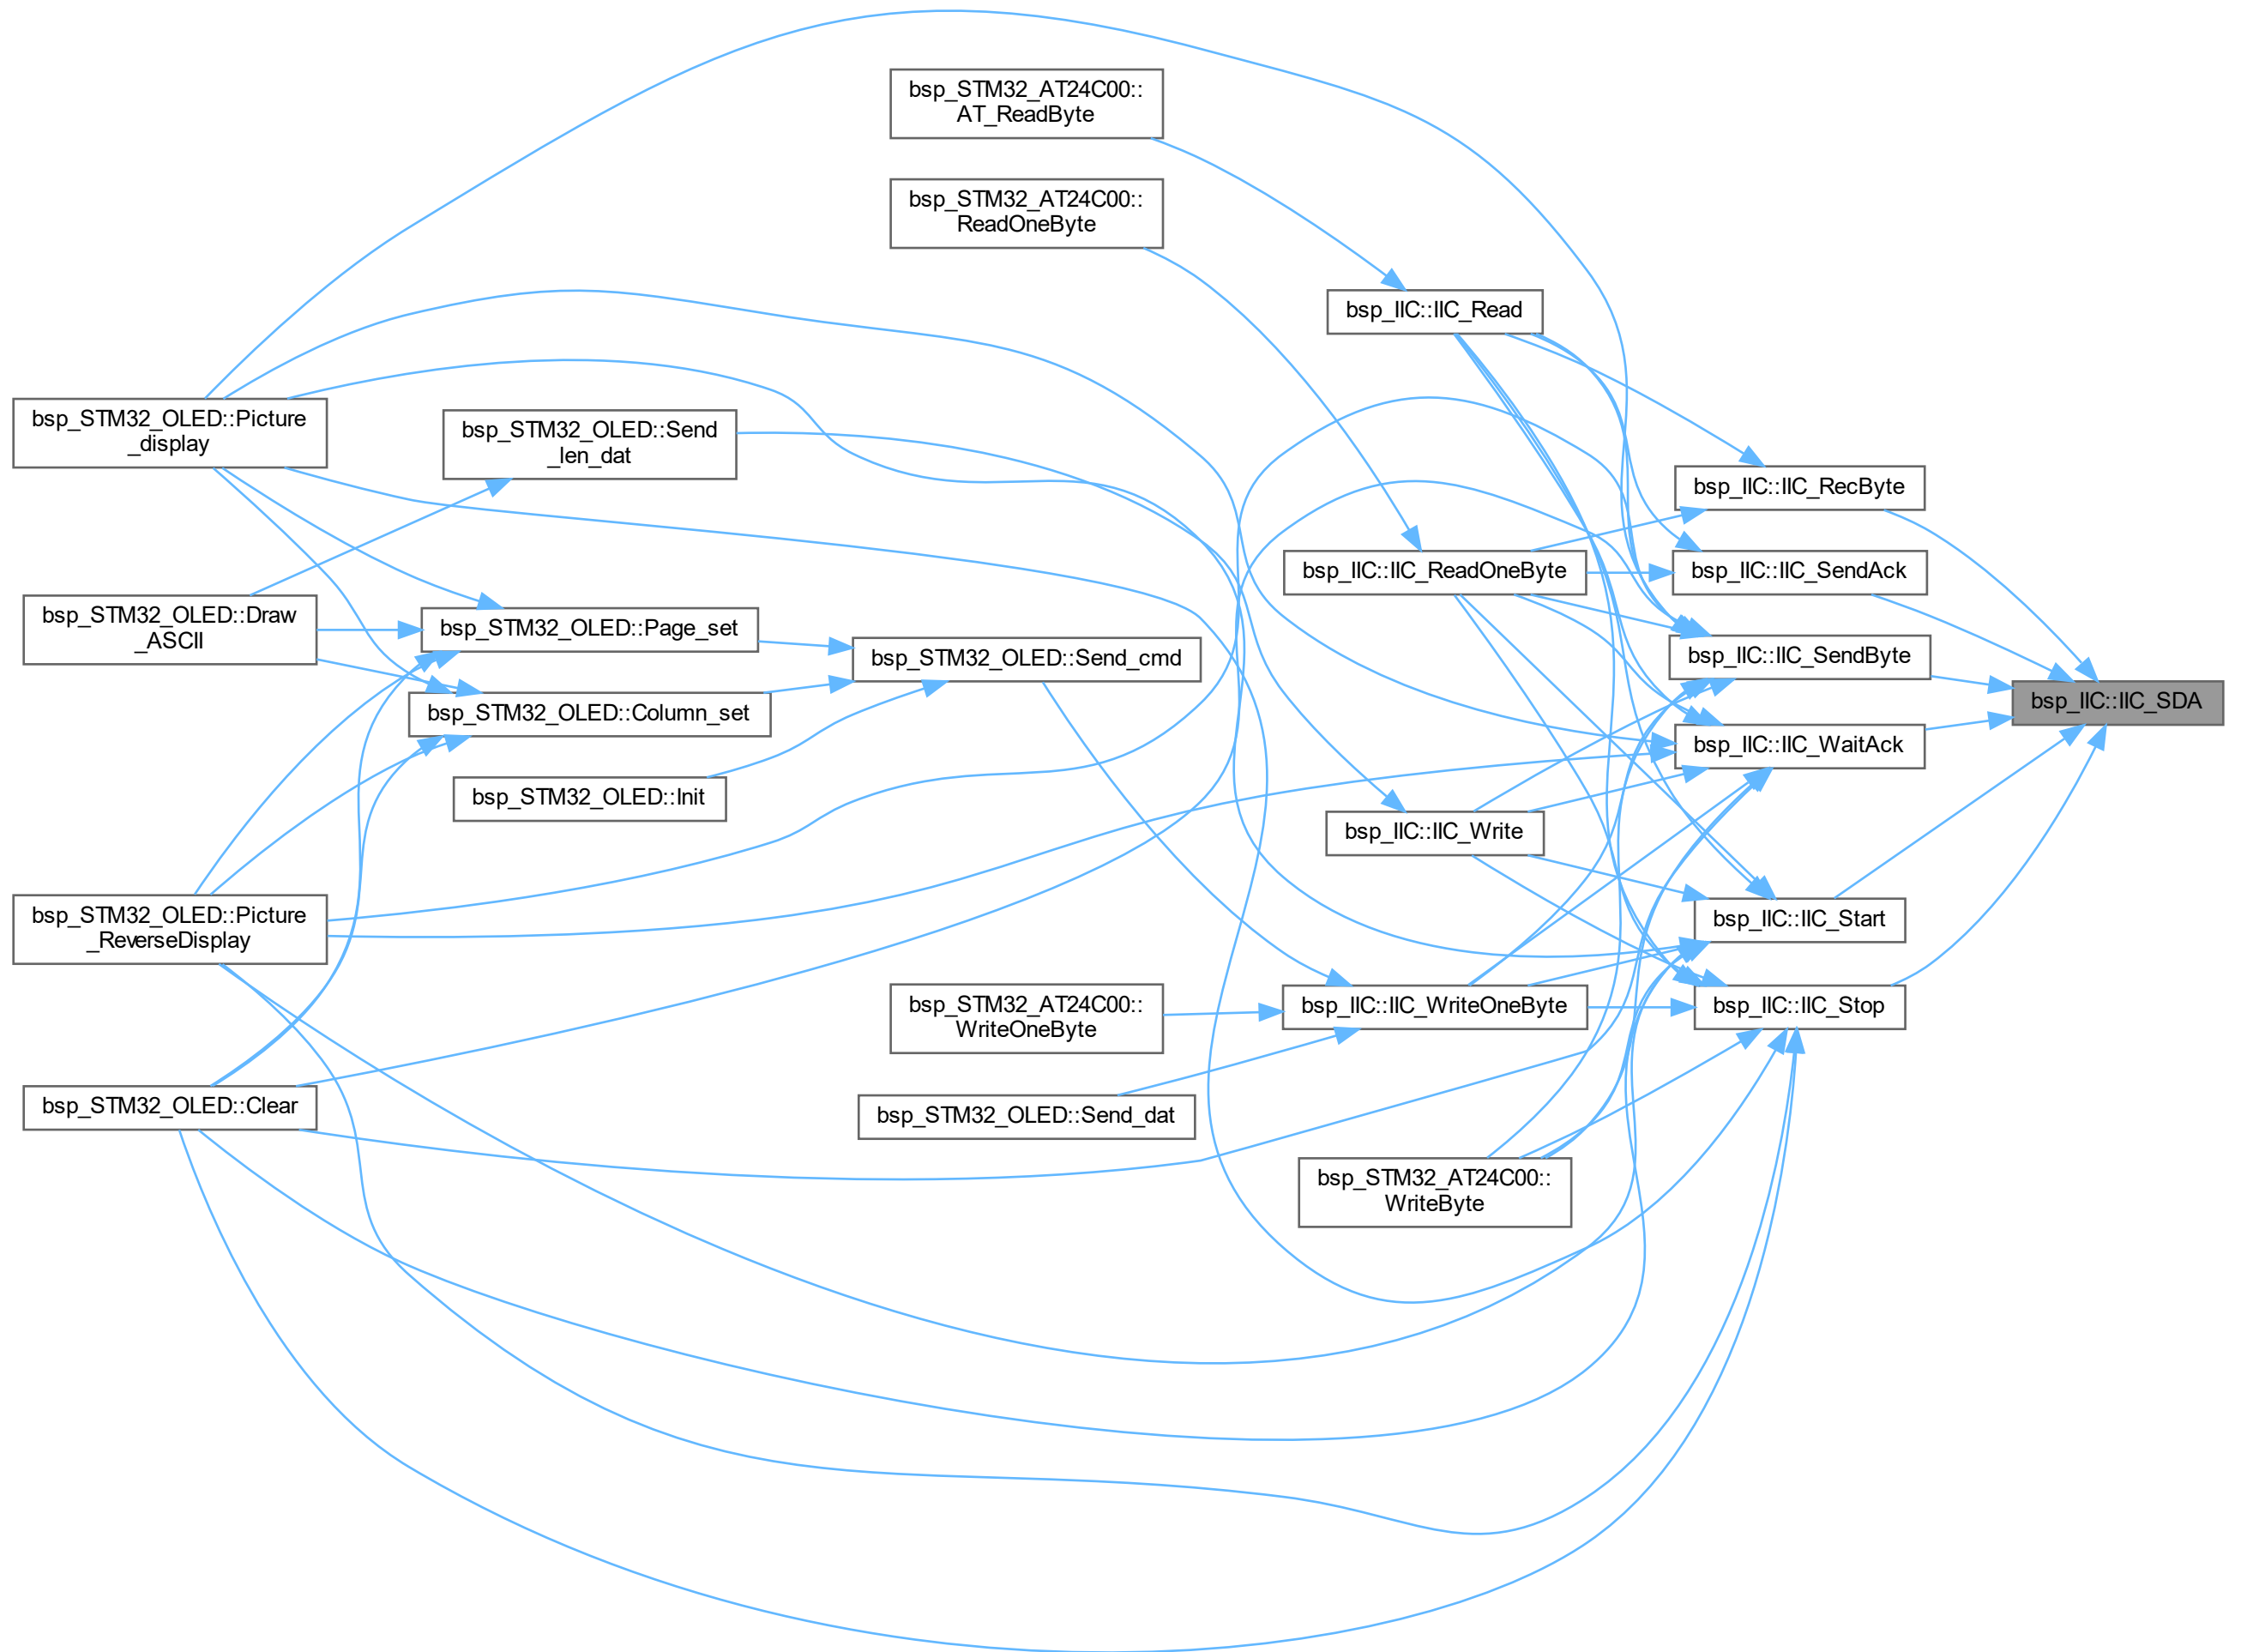 bsp_STM32_AT24C00::
AT_ReadByte
bsp_STM32_AT24C00::
ReadOneByte
bsp_IIC::IIC_Read
bsp_STM32_OLED::Picture
_display
bsp_STM32_OLED::Send
_len_dat
bsp_IIC::IIC_RecByte
bsp_IIC::IIC_ReadOneByte
bsp_IIC::IIC_SendAck
bsp_STM32_OLED::Draw
_ASCII
bsp_STM32_OLED::Page_set
bsp_STM32_OLED::Send_cmd
bsp_IIC::IIC_SendByte
bsp_IIC::IIC_SDA
bsp_STM32_OLED::Column_set
bsp_IIC::IIC_WaitAck
bsp_STM32_OLED::Init
bsp_IIC::IIC_Write
bsp_STM32_OLED::Picture
_ReverseDisplay
bsp_IIC::IIC_Start
bsp_STM32_AT24C00::
WriteOneByte
bsp_IIC::IIC_WriteOneByte
bsp_IIC::IIC_Stop
bsp_STM32_OLED::Clear
bsp_STM32_OLED::Send_dat
bsp_STM32_AT24C00::
WriteByte